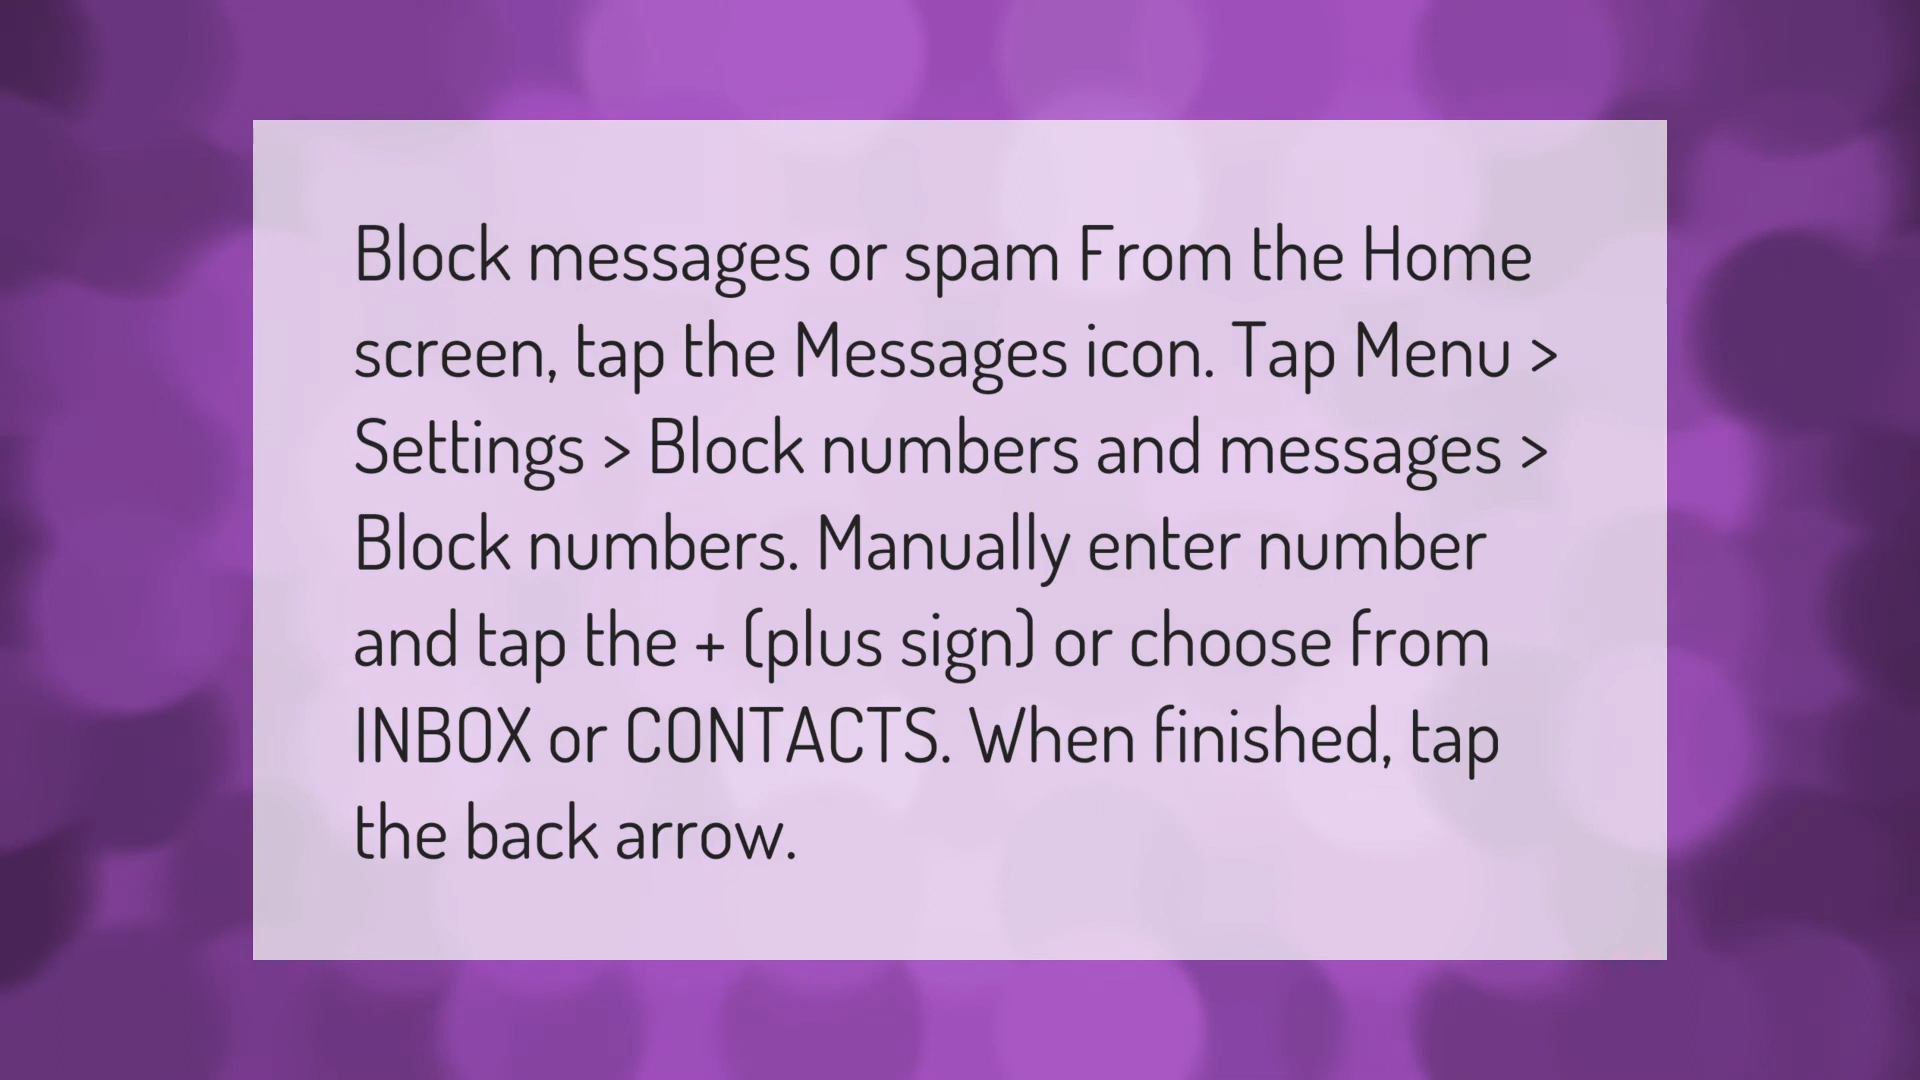 Block messages or spam From the Home
screen, tap the Messages icon. Tap Menu >
Settings > Block numbers and messages >
Block numbers. Manually enter number
and tap the + (plus sign) or choose from
INBOX or CONTACTS. When finished, tap
the back arrow.